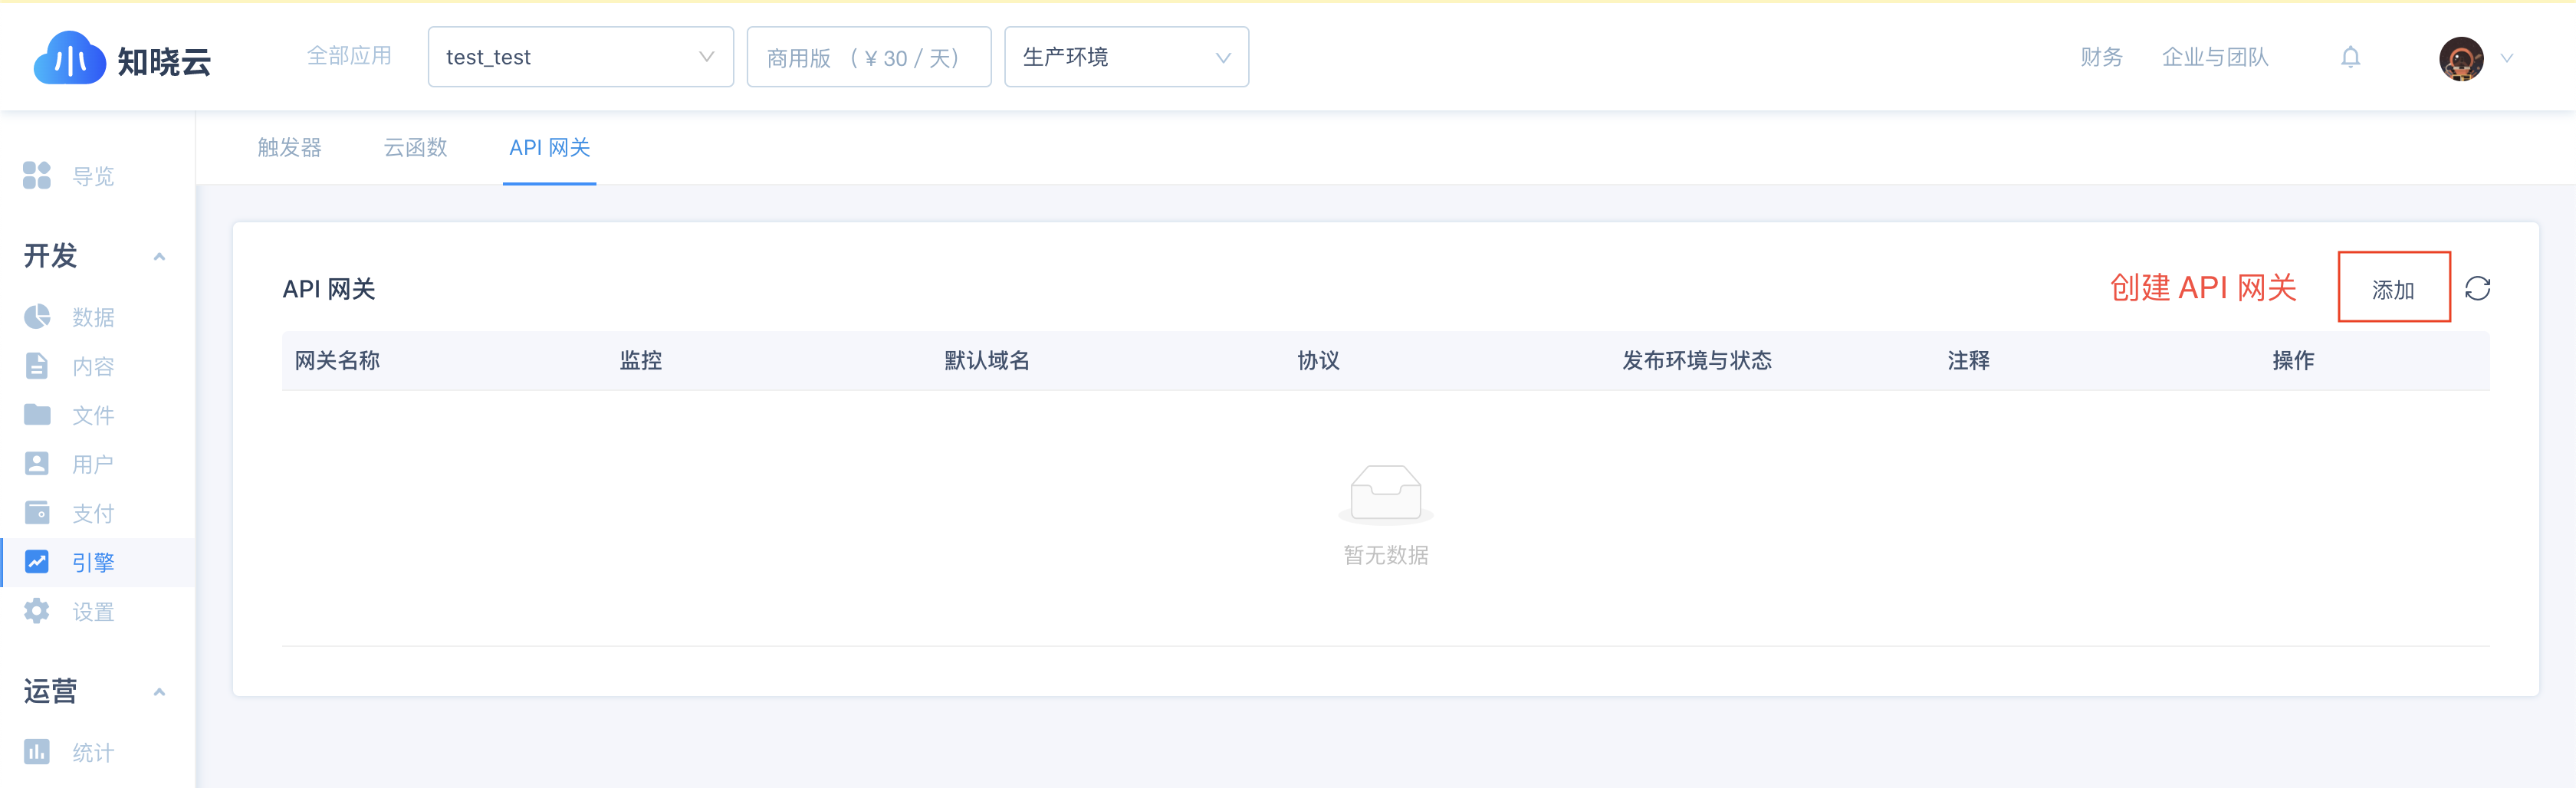 知晓云
全部应用
test_test
商用版 （￥30 / 天）
生产环境
财务
企业与团队
导览
开发
数据
内容
文件
用户
支付
引擎
设置
运营
统计
触发器 云函数 API 网关
API 网关
创建 API 网关
添加
网关名称 监控 默认域名 协议 发布环境与状态 注释 操作
暂无数据